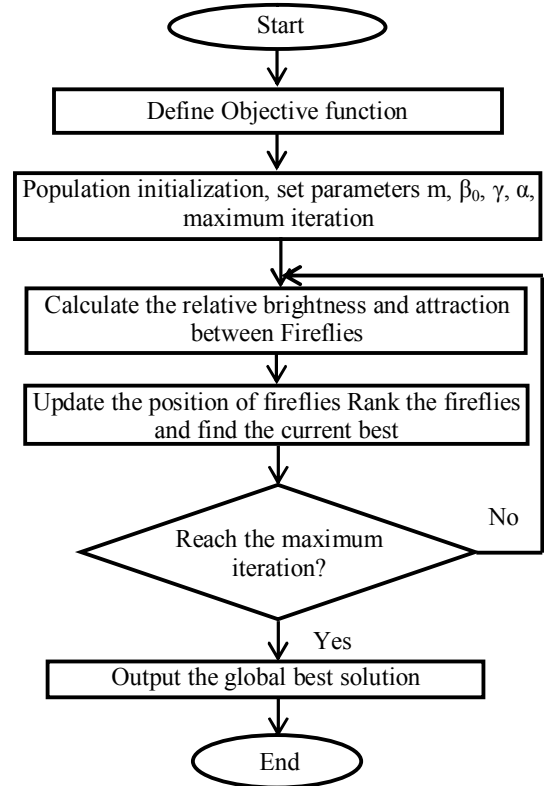 Start
Define Objective function
Population initialization, set parameters m, β₀, γ, α,
maximum iteration
Calculate the relative brightness and attraction
between Fireflies
Update the position of fireflies Rank the fireflies
and find the current best
Reach the maximum
iteration?
No
Yes
Output the global best solution
End